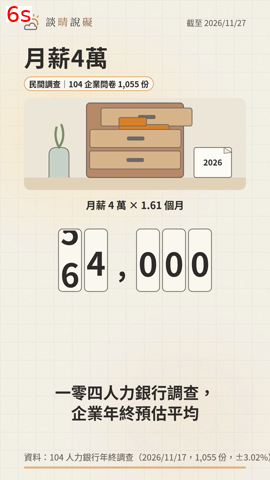 6s
談晴說礙
截至 2026/11/27
月薪4萬
民間調查｜104 企業問卷 1,055 份
2026
月薪 4 萬 × 1.61 個月
64,000
一零四人力銀行調查，
企業年終預估平均
資料：104 人力銀行年終調查（2026/11/17，1,055 份，±3.02%）